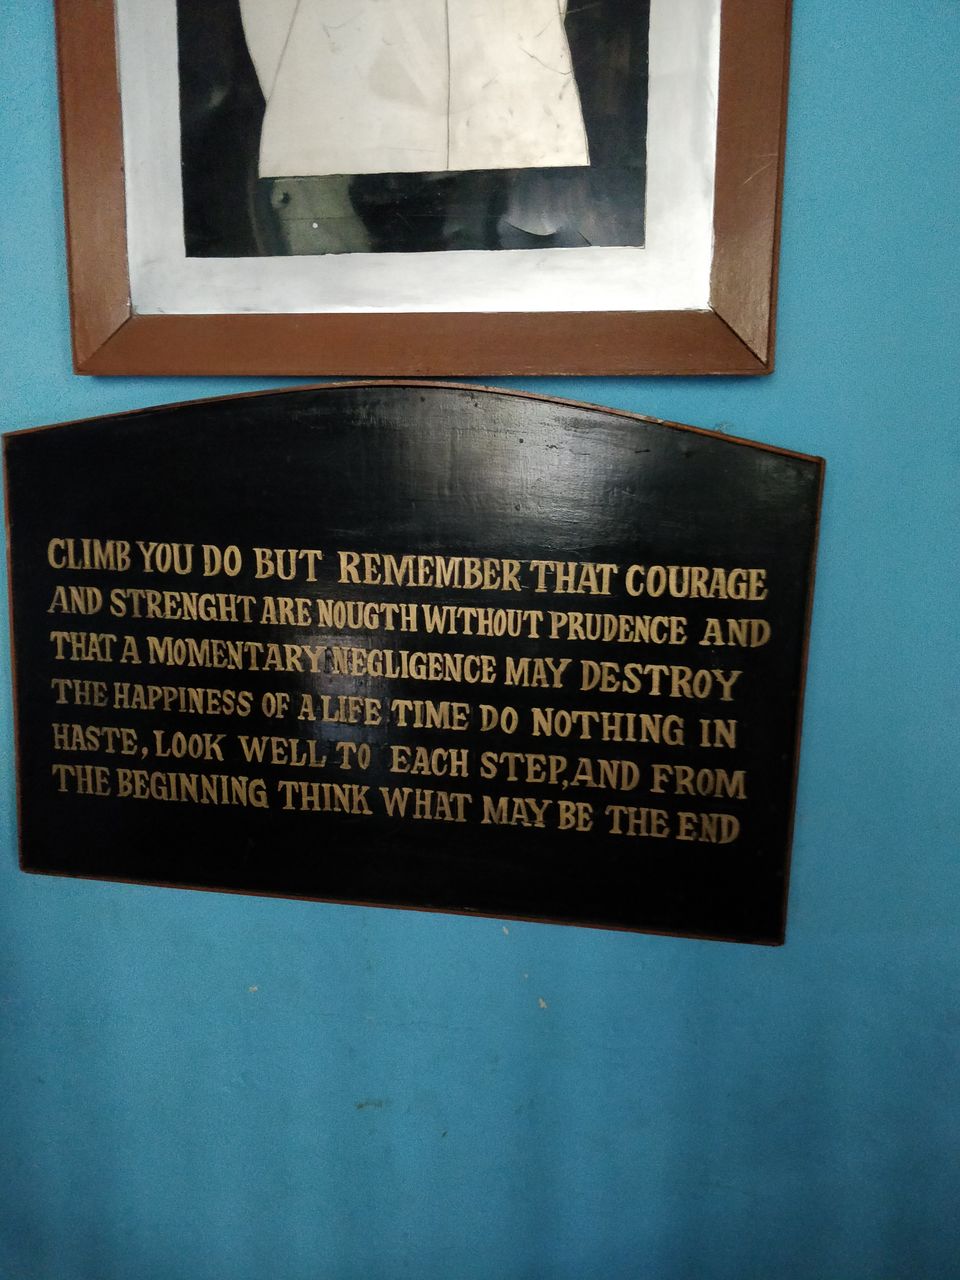 CLIMB YOU DO BUT REMEMBER THAT COURAGE
AND STRENGHT ARE NOUGTH WITHOUT PRUDENCE AND
THAT A MOMENTARY NEGLIGENCE MAY DESTROY
THE HAPPINESS OF A LIFE TIME DO NOTHING IN
HASTE, LOOK WELL TO EACH STEP, AND FROM
THE BEGINNING THINK WHAT MAY BE THE END